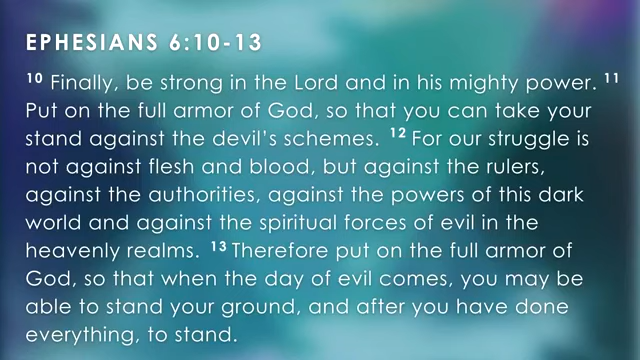 EPHESIANS 6:10-13
10 Finally, be strong in the Lord and in his mighty power. 11
Put on the full armor of God, so that you can take your
stand against the devil’s schemes. 12 For our struggle is
not against flesh and blood, but against the rulers,
against the authorities, against the powers of this dark
world and against the spiritual forces of evil in the
heavenly realms. 13 Therefore put on the full armor of
God, so that when the day of evil comes, you may be
able to stand your ground, and after you have done
everything, to stand.